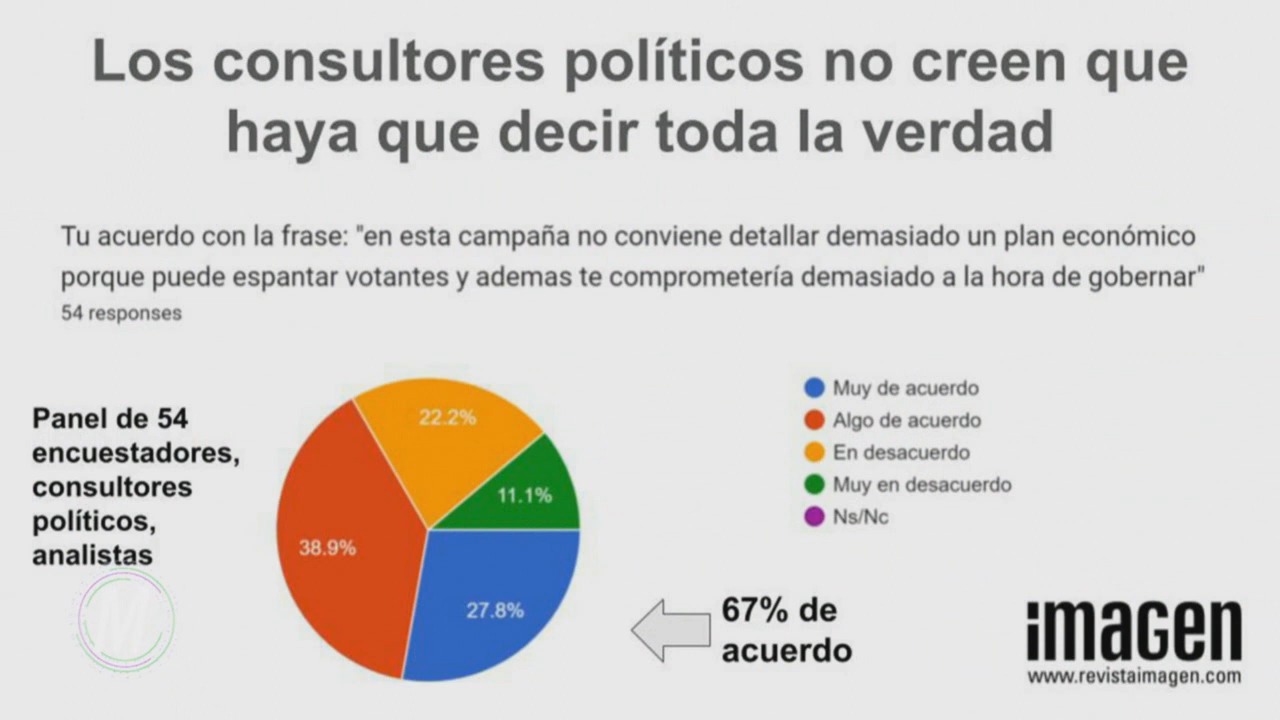 Los consultores políticos no creen que
haya que decir toda la verdad
Tu acuerdo con la frase: "en esta campaña no conviene detallar demasiado un plan económico
porque puede espantar votantes y ademas te comprometería demasiado a la hora de gobernar"
54 responses
Panel de 54
encuestadores,
consultores
políticos,
analistas
M
22.2%
11.1%
38.9%
27.8%
Muy de acuerdo
Algo de acuerdo
En desacuerdo
Muy en desacuerdo
Ns/Nc
67% de
acuerdo
imagen
www.revistaimagen.com